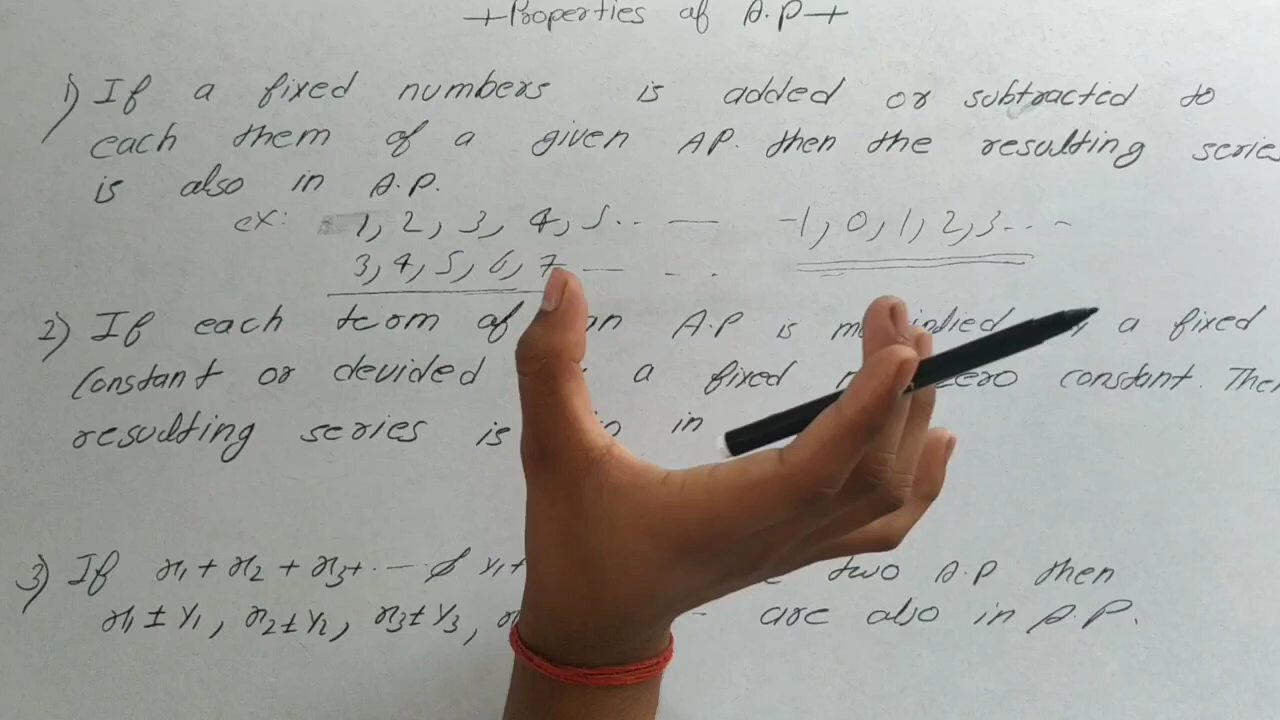 Properties of A.P
1) If a fixed numbers is added or subtracted to
each them of a given AP. then the resulting series
is also in A.P.
ex: 1, 2, 3, 4, 5.. — -1, 0, 1, 2, 3... -
3, 4, 5, 6, 7 — - .
2) If each term of an A.P is a fixed
Constant or devided a fixed zero constant. The
resulting series is in
3) If x1 + x2 + x3+ .- two A.P then
x1 ± y1, x2 ± y2, x3 ± y3, - are also in A.P.